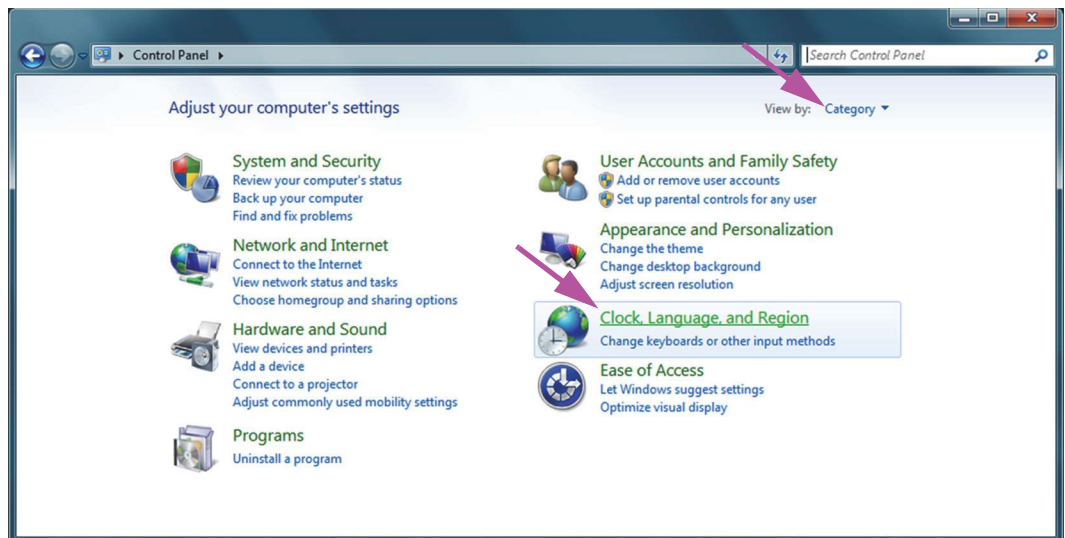 Control Panel
Search Control Panel
Adjust your computer's settings
View by: Category
System and Security
Review your computer's status
Back up your computer
Find and fix problems
Network and Internet
Connect to the Internet
View network status and tasks
Choose homegroup and sharing options
Hardware and Sound
View devices and printers
Add a device
Connect to a projector
Adjust commonly used mobility settings
Programs
Uninstall a program
User Accounts and Family Safety
Add or remove user accounts
Set up parental controls for any user
Appearance and Personalization
Change the theme
Change desktop background
Adjust screen resolution
Clock, Language, and Region
Change keyboards or other input methods
Ease of Access
Let Windows suggest settings
Optimize visual display